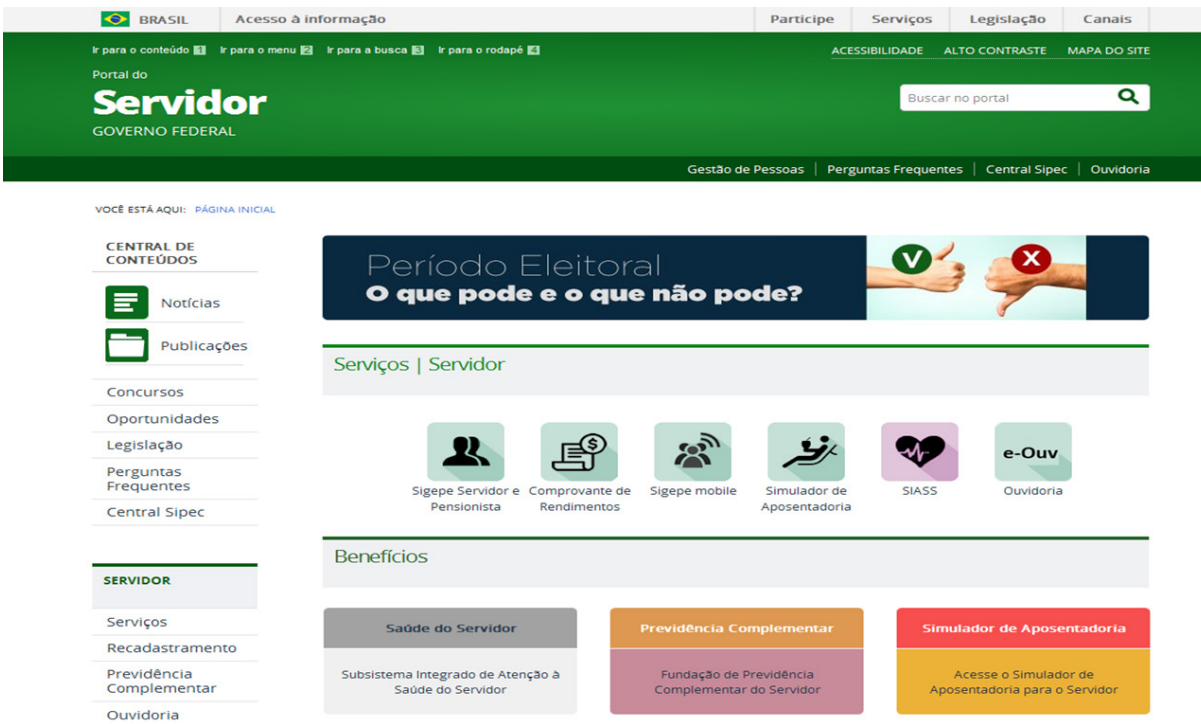 BRASIL
Acesso à informação
Participe
Serviços
Legislação
Canais
Ir para o conteúdo 1 Ir para o menu 2 Ir para a busca 3 Ir para o rodapé 4
ACESSIBILIDADE
ALTO CONTRASTE
MAPA DO SITE
Portal do
Servidor
GOVERNO FEDERAL
Buscar no portal
Gestão de Pessoas | Perguntas Frequentes | Central Sipec | Ouvidoria
VOCÊ ESTÁ AQUI: PÁGINA INICIAL
CENTRAL DE
CONTEÚDOS
Notícias
Publicações
Concursos
Oportunidades
Legislação
Perguntas
Frequentes
Central Sipec
SERVIDOR
Serviços
Recadastramento
Previdência
Complementar
Ouvidoria
Período Eleitoral
O que pode e o que não pode?
V
X
Serviços | Servidor
Sigepe Servidor e
Pensionista
$
Comprovante de
Rendimentos
Sigepe mobile
Simulador de
Aposentadoria
SIASS
e-Ouv
Ouvidoria
Benefícios
Saúde do Servidor
Subsistema Integrado de Atenção à
Saúde do Servidor
Previdência Complementar
Fundação de Previdência
Complementar do Servidor
Simulador de Aposentadoria
Acesse o Simulador de
Aposentadoria para o Servidor